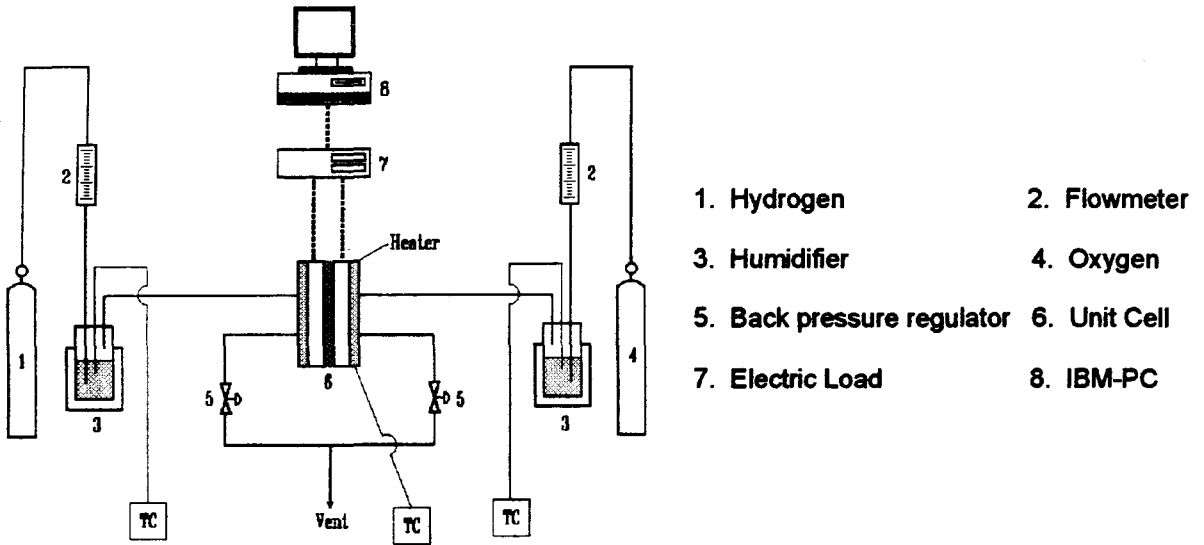 8
7
2
2
Heater
1
3
6
5
5
3
4
TC
Vent
TC
TC
1. Hydrogen 2. Flowmeter
3. Humidifier 4. Oxygen
5. Back pressure regulator 6. Unit Cell
7. Electric Load 8. IBM-PC